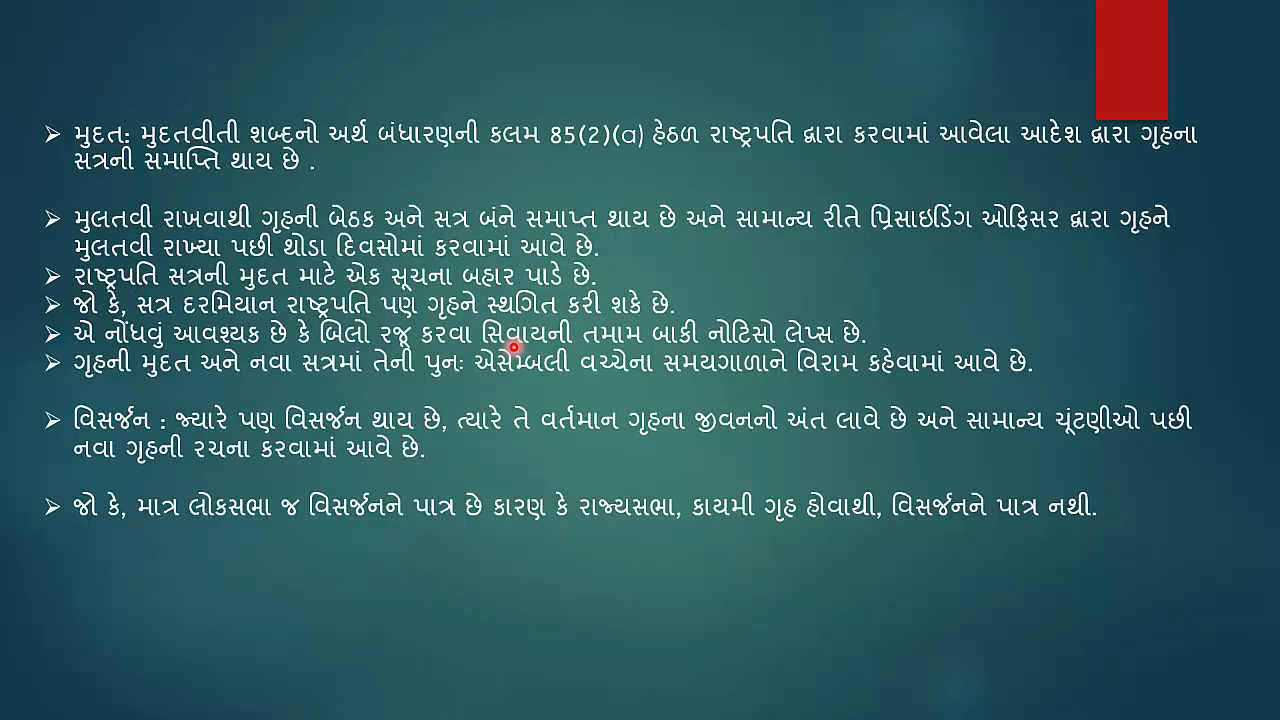 ➢ મુદત: મુદતવીતી શબ્દનો અર્થ બંધારણની કલમ 85(2)(a) હેઠળ રાષ્ટ્રપતિ દ્વારા કરવામાં આવેલા આદેશ દ્વારા ગૃહના
સત્રની સમાપ્તિ થાય છે .
➢ મુલતવી રાખવાથી ગૃહની બેઠક અને સત્ર બંને સમાપ્ત થાય છે અને સામાન્ય રીતે પ્રિસાઇડિંગ ઓફિસર દ્વારા ગૃહને
મુલતવી રાખ્યા પછી થોડા દિવસોમાં કરવામાં આવે છે.
➢ રાષ્ટ્રપતિ સત્રની મુદત માટે એક સૂચના બહાર પાડે છે.
➢ જો કે, સત્ર દરમિયાન રાષ્ટ્રપતિ પણ ગૃહને સ્થગિત કરી શકે છે.
➢ એ નોંધવું આવશ્યક છે કે બિલો રજૂ કરવા સિવાયની તમામ બાકી નોટિસો લેપ્સ છે.
➢ ગૃહની મુદત અને નવા સત્રમાં તેની પુનઃ એસેમ્બલી વચ્ચેના સમયગાળાને વિરામ કહેવામાં આવે છે.
➢ વિસર્જન : જ્યારે પણ વિસર્જન થાય છે, ત્યારે તે વર્તમાન ગૃહના જીવનનો અંત લાવે છે અને સામાન્ય ચૂંટણીઓ પછી
નવા ગૃહની રચના કરવામાં આવે છે.
➢ જો કે, માત્ર લોકસભા જ વિસર્જનને પાત્ર છે કારણ કે રાજ્યસભા, કાયમી ગૃહ હોવાથી, વિસર્જનને પાત્ર નથી.